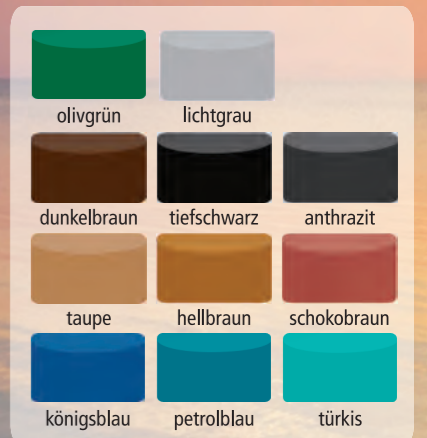 olivgrün lichtgrau
dunkelbraun tiefschwarz anthrazit
taupe hellbraun schokobraun
königsblau petrolblau türkis